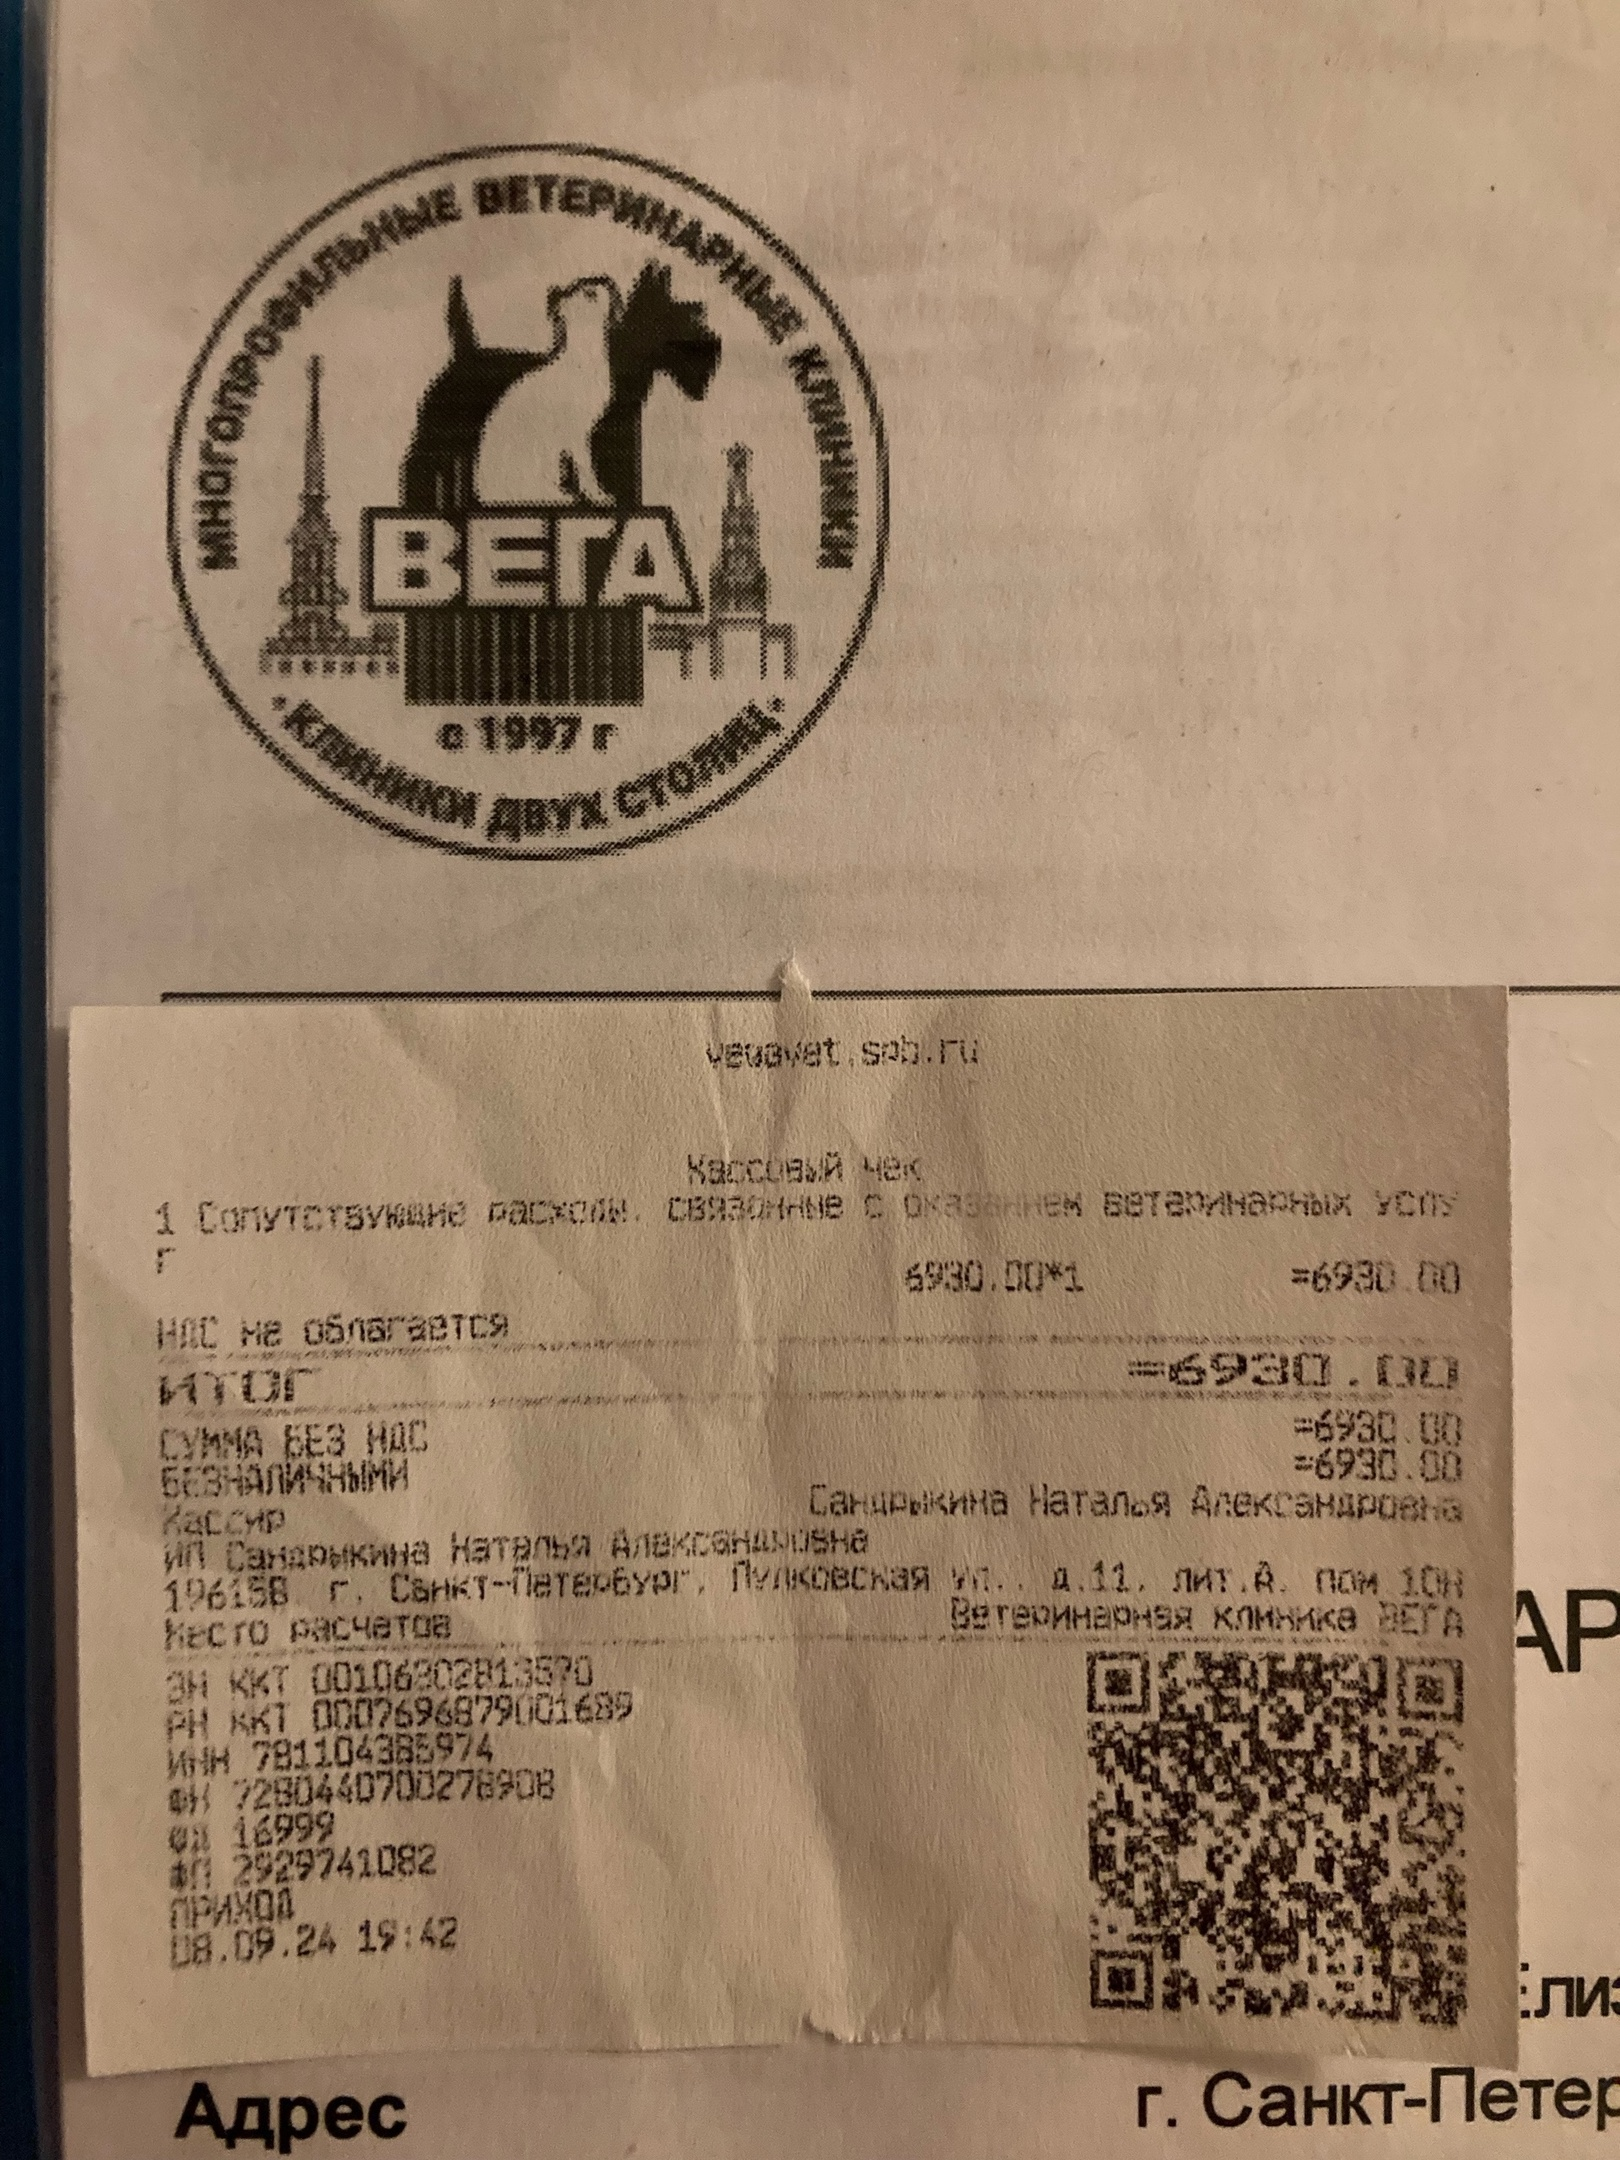 МНОГОПРОФИЛЬНЫЕ ВЕТЕРИНАРНЫЕ КЛИНИКИ
ВЕГА
с 1997 г
·КЛИНИКИ ДВУХ СТОЛИЦ·
vegavet.spb.ru
Кассовый чек
1 Сопутствующие расходы, связанные с оказанием ветеринарных услу
г
6930.00*1 =6930.00
НДС не облагается
ИТОГ =6930.00
СУММА БЕЗ НДС =6930.00
БЕЗНАЛИЧНЫМИ =6930.00
Кассир Сандрыкина Наталья Александровна
ИП Сандрыкина Наталья Александровна
196158, г. Санкт-Петербург, Пулковская ул., д.11, лит.А, пом 10Н
Место расчетов Ветеринарная клиника ВЕГА
ЗН ККТ 00106302813570
РН ККТ 0007696879001689
ИНН 781104385974
ФН 7280440700278908
ФД 16999
ФП 2929741082
ПРИХОД
08.09.24 19:42
АР
Елиз
Адрес г. Санкт-Петер